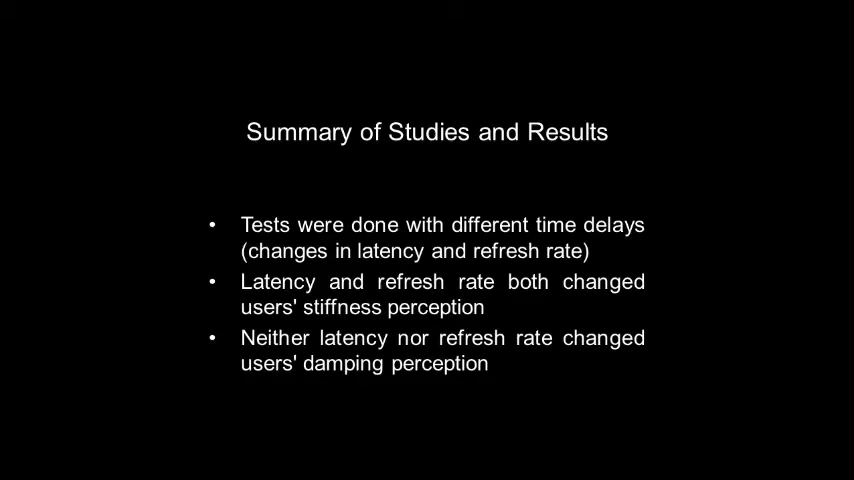 Summary of Studies and Results
• Tests were done with different time delays
(changes in latency and refresh rate)
• Latency and refresh rate both changed
users' stiffness perception
• Neither latency nor refresh rate changed
users' damping perception